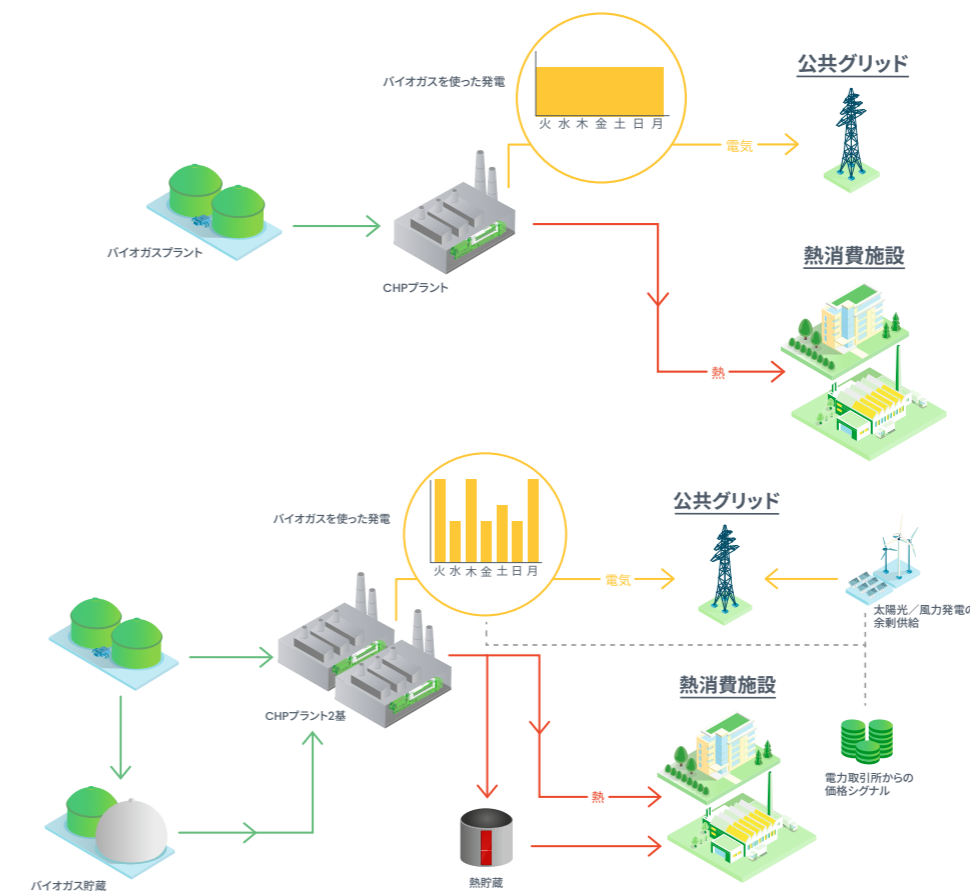 公共グリッド
バイオガスを使った発電
火 水 木 金 土 日 月
電気
バイオガスプラント
熱消費施設
CHPプラント
熱
公共グリッド
バイオガスを使った発電
火 水 木 金 土 日 月
電気
太陽光／風力発電の
余剰供給
熱消費施設
CHPプラント2基
電力取引所からの
価格シグナル
熱
熱貯蔵
バイオガス貯蔵